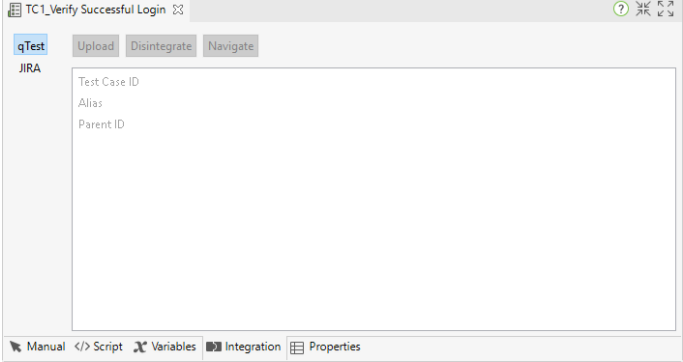 TC1_Verify Successful Login
qTest Upload Disintegrate Navigate
JIRA
Test Case ID
Alias
Parent ID
Manual </> Script Variables Integration Properties